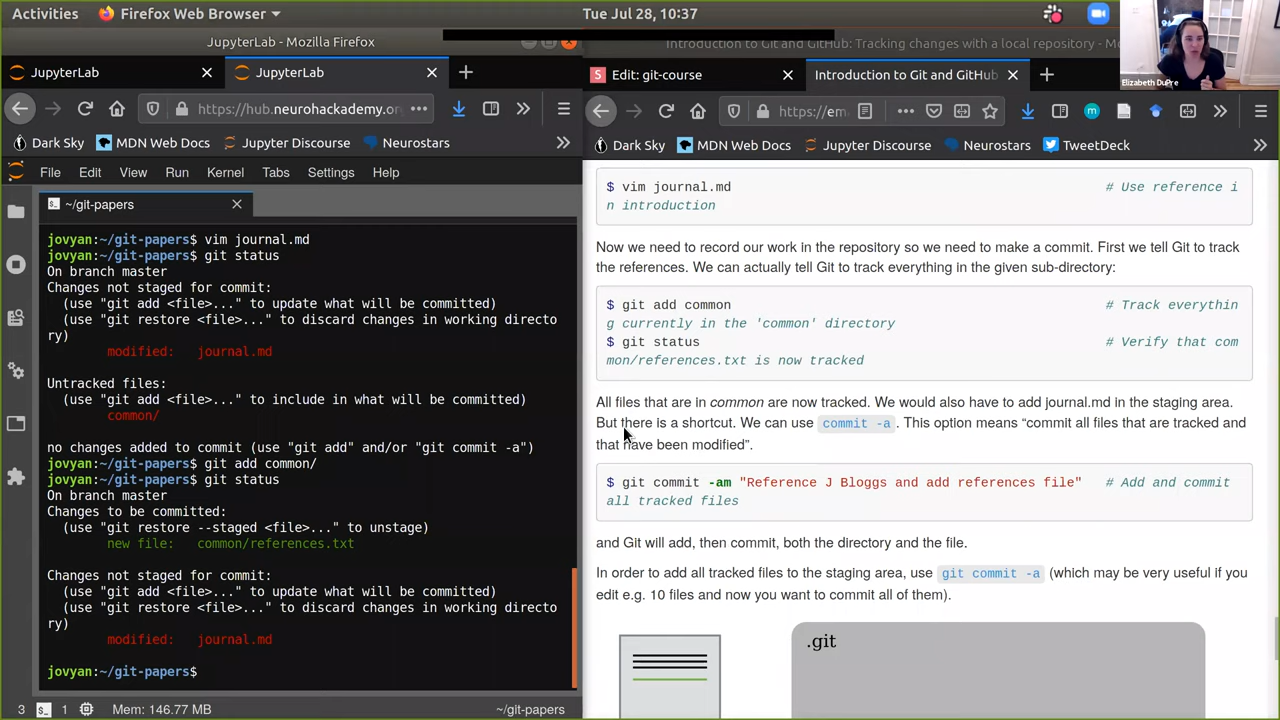 Activities
Firefox Web Browser
Tue Jul 28, 10:37
Elizabeth DuPre
JupyterLab - Mozilla Firefox
JupyterLab
JupyterLab
https://hub.neurohackademy.or
Dark Sky
MDN Web Docs
Jupyter Discourse
Neurostars
File Edit View Run Kernel Tabs Settings Help
~/git-papers
jovyan:~/git-papers$ vim journal.md
jovyan:~/git-papers$ git status
On branch master
Changes not staged for commit:
(use "git add <file>..." to update what will be committed)
(use "git restore <file>..." to discard changes in working directo
ry)
modified: journal.md
Untracked files:
(use "git add <file>..." to include in what will be committed)
common/
no changes added to commit (use "git add" and/or "git commit -a")
jovyan:~/git-papers$ git add common/
jovyan:~/git-papers$ git status
On branch master
Changes to be committed:
(use "git restore --staged <file>..." to unstage)
new file: common/references.txt
Changes not staged for commit:
(use "git add <file>..." to update what will be committed)
(use "git restore <file>..." to discard changes in working directo
ry)
modified: journal.md
jovyan:~/git-papers$
3
1
Mem: 146.77 MB
~/git-papers
Introduction to Git and GitHub: Tracking changes with a local repository - Mo
Edit: git-course
Introduction to Git and GitHub
https://em
Dark Sky
MDN Web Docs
Jupyter Discourse
Neurostars
TweetDeck
$ vim journal.md # Use reference i
n introduction
Now we need to record our work in the repository so we need to make a commit. First we tell Git to track
the references. We can actually tell Git to track everything in the given sub-directory:
$ git add common # Track everythin
g currently in the 'common' directory
$ git status # Verify that com
mon/references.txt is now tracked
All files that are in common are now tracked. We would also have to add journal.md in the staging area.
But there is a shortcut. We can use commit -a. This option means “commit all files that are tracked and
that have been modified”.
$ git commit -am "Reference J Bloggs and add references file" # Add and commit
all tracked files
and Git will add, then commit, both the directory and the file.
In order to add all tracked files to the staging area, use git commit -a (which may be very useful if you
edit e.g. 10 files and now you want to commit all of them).
.git